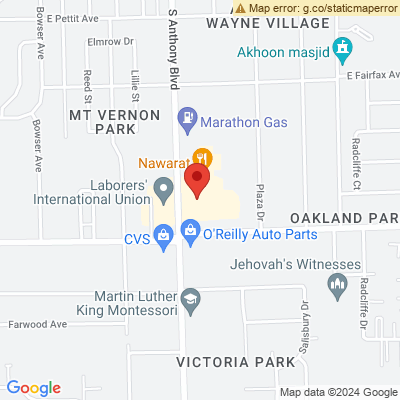 Map error: g.co/staticmaperror
E Pettit Ave
WAYNE VILLAGE
Elmrow Dr
Akhoon masjid
S Anthony Blvd
Bowser Ave
Reed St
Lillie St
E Fairfax Ave
MT VERNON
PARK
Marathon Gas
Bowser Ave
Radcliffe Ct
Nawarat
Laborers'
International Union
Plaza Dr
OAKLAND PAR
CVS
O'Reilly Auto Parts
Jehovah's Witnesses
Martin Luther
King Montessori
Radcliffe Dr
Salisbury Dr
Farwood Ave
VICTORIA PARK
Google
Map data ©2024 Google